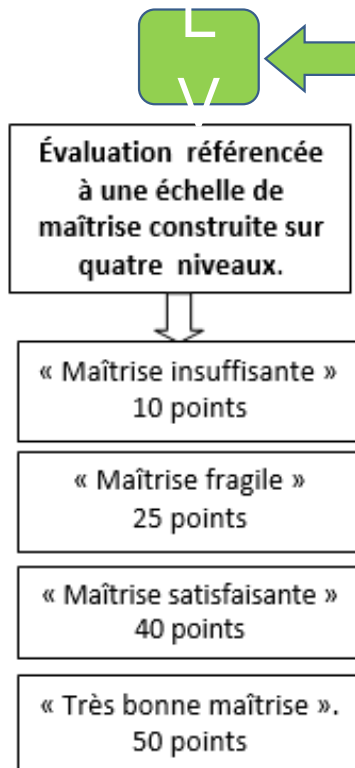 L
V
Évaluation référencée
à une échelle de
maîtrise construite sur
quatre niveaux.
« Maîtrise insuffisante »
10 points
« Maîtrise fragile »
25 points
« Maîtrise satisfaisante »
40 points
« Très bonne maîtrise ».
50 points